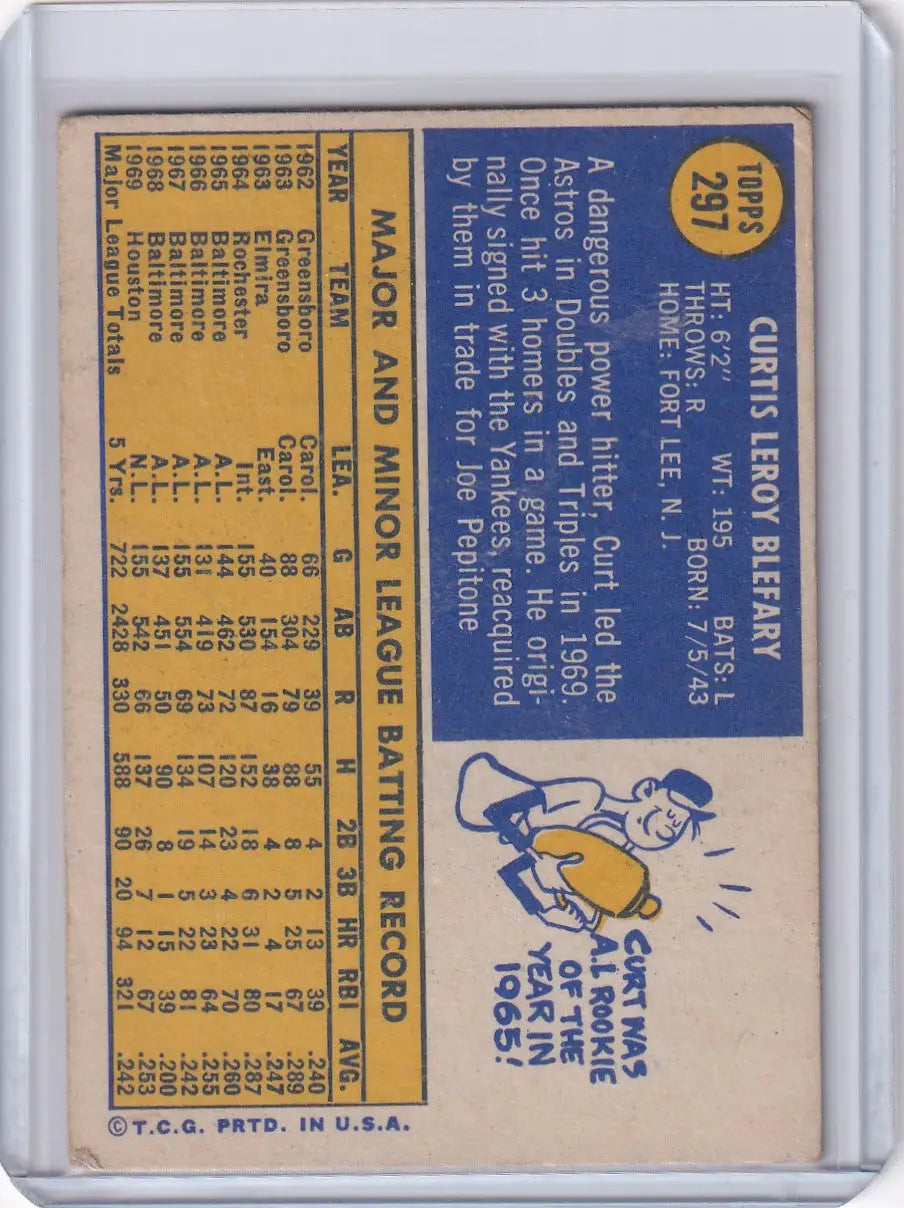 TOPPS
297
CURTIS LEROY BLEFARY
HT: 6'2" WT: 195 BATS: L
THROWS: R BORN: 7/5/43
HOME: FORT LEE, N. J.
A dangerous power hitter, Curt led the
Astros in Doubles and Triples in 1969.
Once hit 3 homers in a game. He origi-
nally signed with the Yankees, reacquired
by them in trade for Joe Pepitone
CURT WAS
A.L ROOKIE
OF THE
YEAR IN
1965!
MAJOR AND MINOR LEAGUE BATTING RECORD
YEAR TEAM LEA. G AB R H 2B 3B HR RBI AVG.
1962 Greensboro Carol. 66 229 39 55 4 2 13 39 .240
1963 Greensboro Carol. 88 304 79 88 8 5 25 67 .289
1963 Elmira East. 40 154 16 38 4 2 4 17 .247
1964 Rochester Int. 155 530 87 152 18 6 31 80 .287
1965 Baltimore A.L. 144 462 72 120 23 4 22 70 .260
1966 Baltimore A.L. 131 419 73 107 14 3 23 64 .255
1967 Baltimore A.L. 155 554 69 134 19 5 22 81 .242
1968 Baltimore A.L. 137 451 50 90 8 1 15 39 .200
1969 Houston N.L. 155 542 66 137 26 7 12 67 .253
Major League Totals 5 Yrs. 722 2428 330 588 90 20 94 321 .242
© T.C.G. PRTD. IN U.S.A.